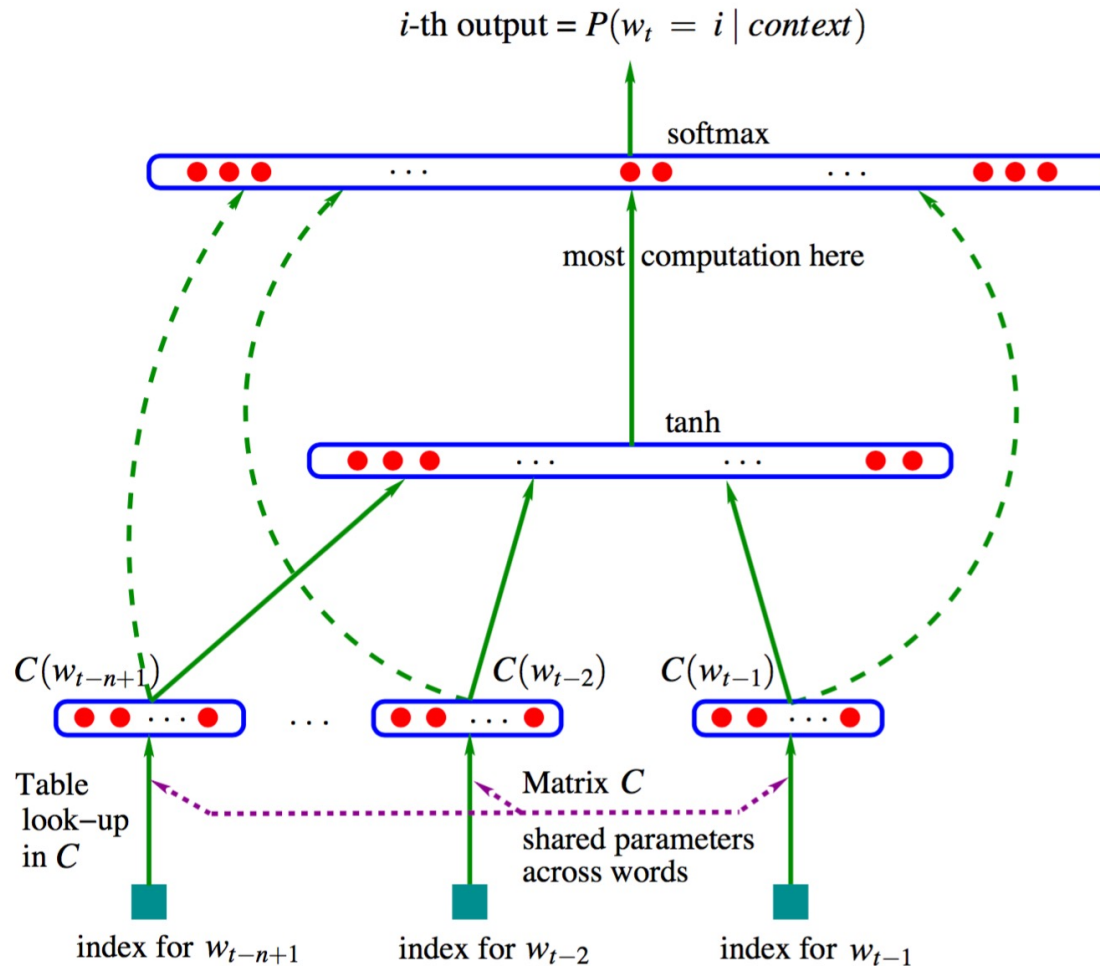 i-th output = P(w_t = i | context)
softmax
. . .
. . .
most computation here
tanh
. . .
. . .
C(w_{t−n+1})
C(w_{t−2})
C(w_{t−1})
. . .
. . .
. . .
. . .
Table
look−up
in C
Matrix C
shared parameters
across words
index for w_{t−n+1}
index for w_{t−2}
index for w_{t−1}